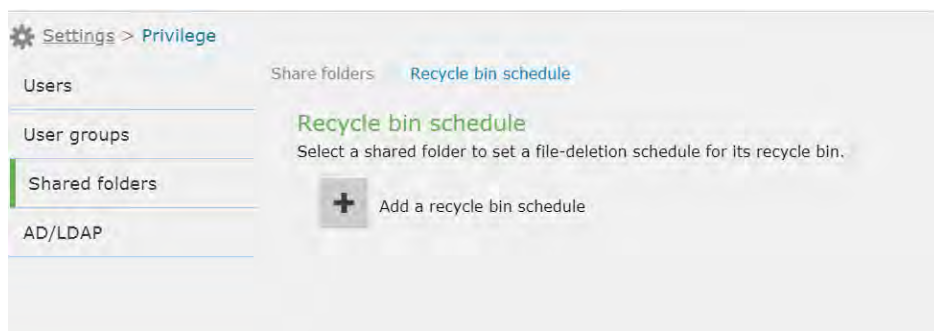 Settings > Privilege
Users
User groups
Shared folders
AD/LDAP
Share folders Recycle bin schedule
Recycle bin schedule
Select a shared folder to set a file-deletion schedule for its recycle bin.
Add a recycle bin schedule